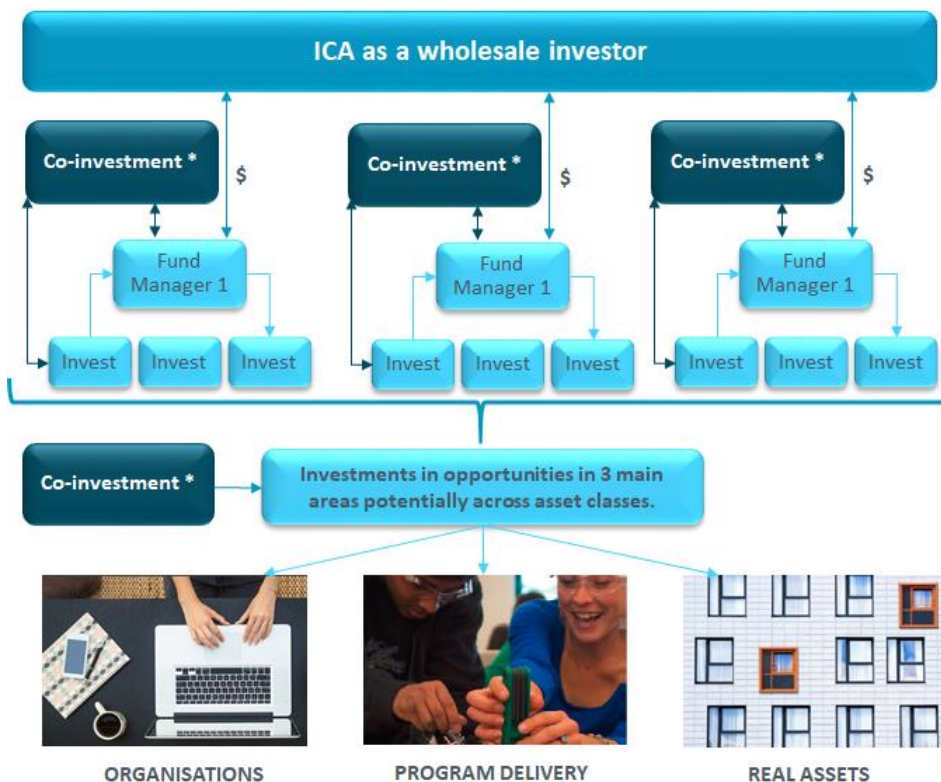 ICA as a wholesale investor
Co-investment *
Co-investment *
Co-investment *
$
$
$
Fund
Manager 1
Fund
Manager 1
Fund
Manager 1
Invest
Invest
Invest
Invest
Invest
Invest
Invest
Invest
Invest
Co-investment *
Investments in opportunities in 3 main
areas potentially across asset classes.
ORGANISATIONS
PROGRAM DELIVERY
REAL ASSETS